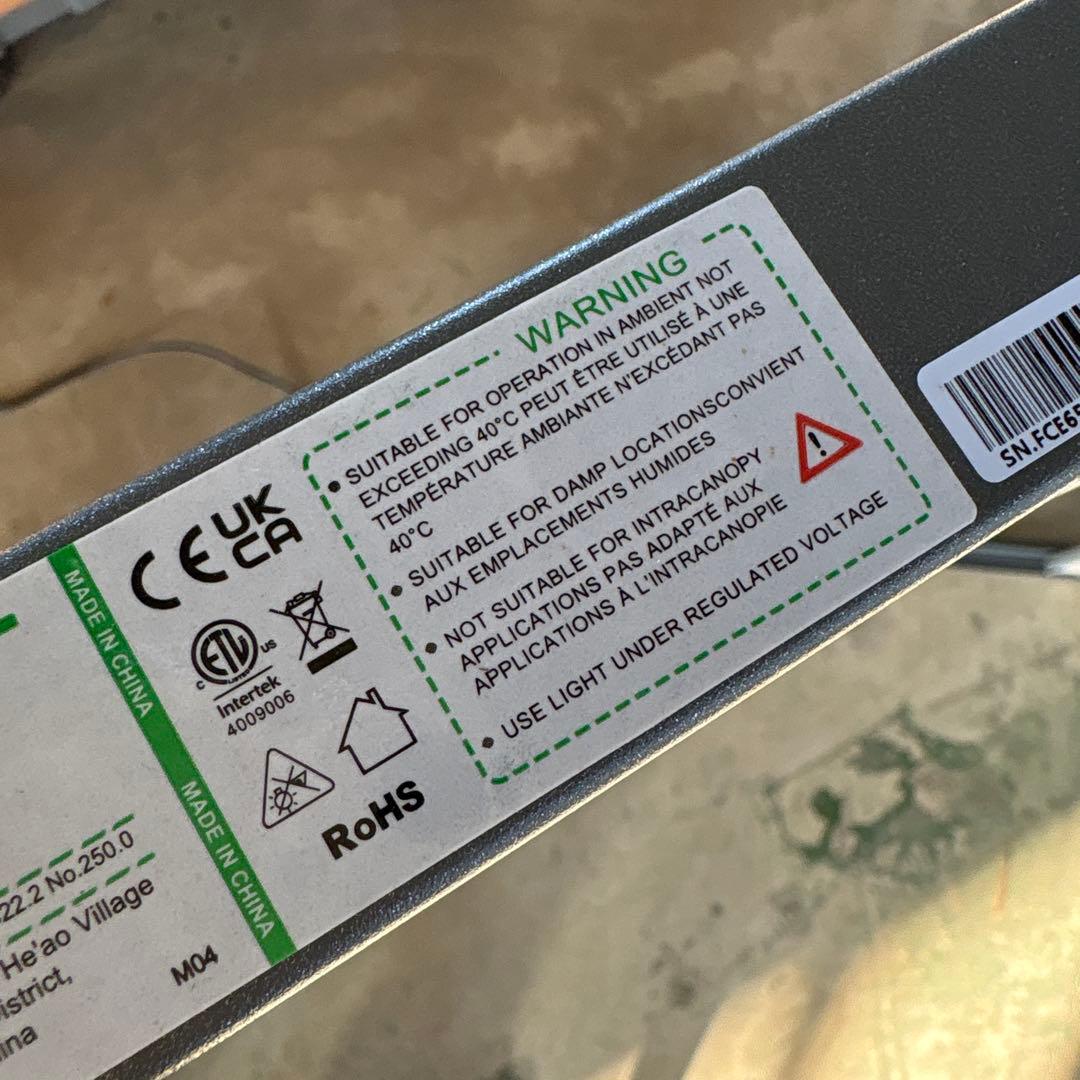 WARNING
• SUITABLE FOR OPERATION IN AMBIENT NOT
EXCEEDING 40°C PEUT ÊTRE UTILISÉ À UNE
TEMPÉRATURE AMBIANTE N'EXCÉDANT PAS
40°C
• SUITABLE FOR DAMP LOCATIONSCONVIENT
AUX EMPLACEMENTS HUMIDES
• NOT SUITABLE FOR INTRACANOPY
APPLICATIONS PAS ADAPTÉ AUX
APPLICATIONS À L'INTRACANOPIE
• USE LIGHT UNDER REGULATED VOLTAGE
CE
UK
CA
ETL
C
US
Intertek
4009006
RoHS
MADE IN CHINA
MADE IN CHINA
22.2 No.250.0
He'ao Village
istrict,
ina
M04
SN.FCE65